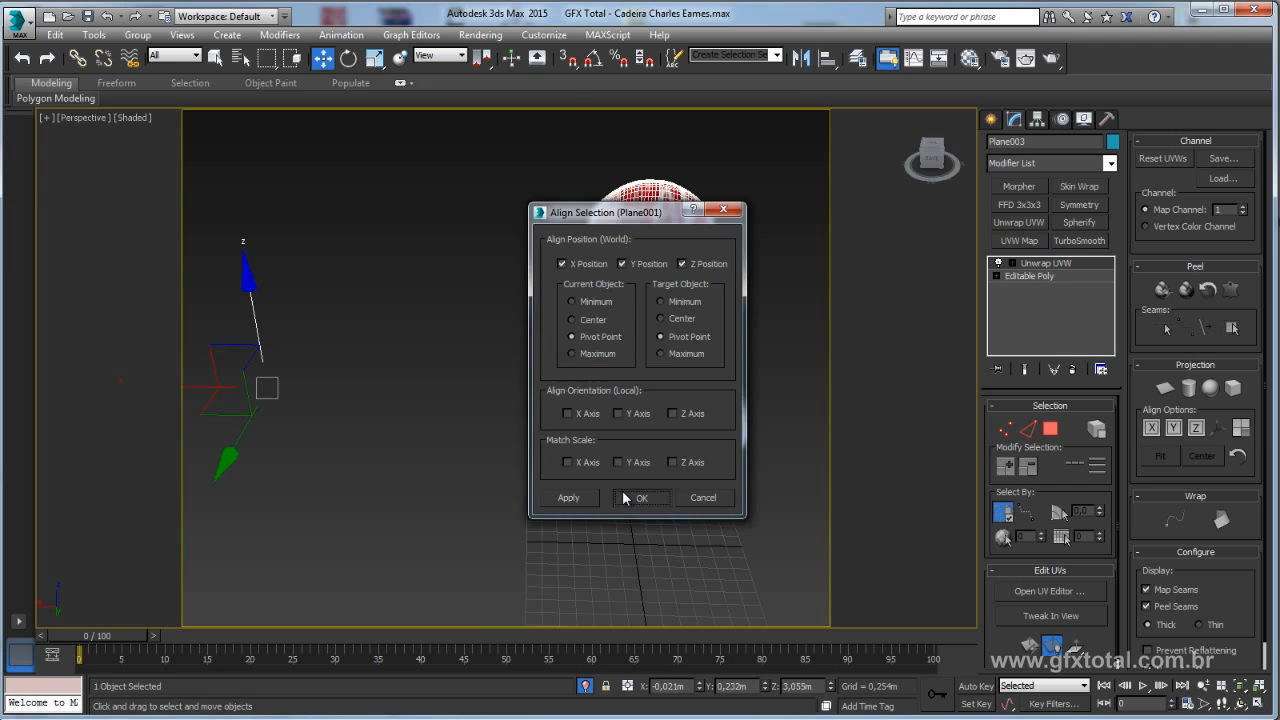 Workspace: Default
Autodesk 3ds Max 2015    GFX Total - Cadeira Charles Eames.max
Type a keyword or phrase
MAX
Edit Tools Group Views Create Modifiers Animation Graph Editors Rendering Customize MAXScript Help
All
View
Create Selection Se
Modeling Freeform Selection Object Paint Populate
Polygon Modeling
[+] [Perspective] [Shaded]
Plane003
Modifier List
Morpher Skin Wrap
FFD 3x3x3 Symmetry
Unwrap UVW Spherify
UVW Map TurboSmooth
Unwrap UVW
Editable Poly
Channel
Reset UVWs Save...
Load...
Channel:
Map Channel: 1
Vertex Color Channel
Peel
Seams:
Projection
Align Options:
X Y Z
Fit Center
Wrap
Configure
Display:
Map Seams
Peel Seams
Thick Thin
Prevent Reflattening
Selection
Modify Selection:
Select By:
0,0
0 0
Edit UVs
Open UV Editor ...
Tweak In View
Align Selection (Plane001)
Align Position (World):
X Position Y Position Z Position
Current Object: Target Object:
Minimum Minimum
Center Center
Pivot Point Pivot Point
Maximum Maximum
Align Orientation (Local):
X Axis Y Axis Z Axis
Match Scale:
X Axis Y Axis Z Axis
Apply OK Cancel
z
x
z
0 / 100
0 5 10 15 20 25 30 35 40 45 50 55 60 65 70 75 80 85 90 95 100
www.gfxtotal.com.br
1 Object Selected
X: -0,021m Y: 0,232m Z: 3,055m Grid = 0,254m
Auto Key Selected
Welcome to M
Click and drag to select and move objects
Add Time Tag
Set Key Key Filters... 0